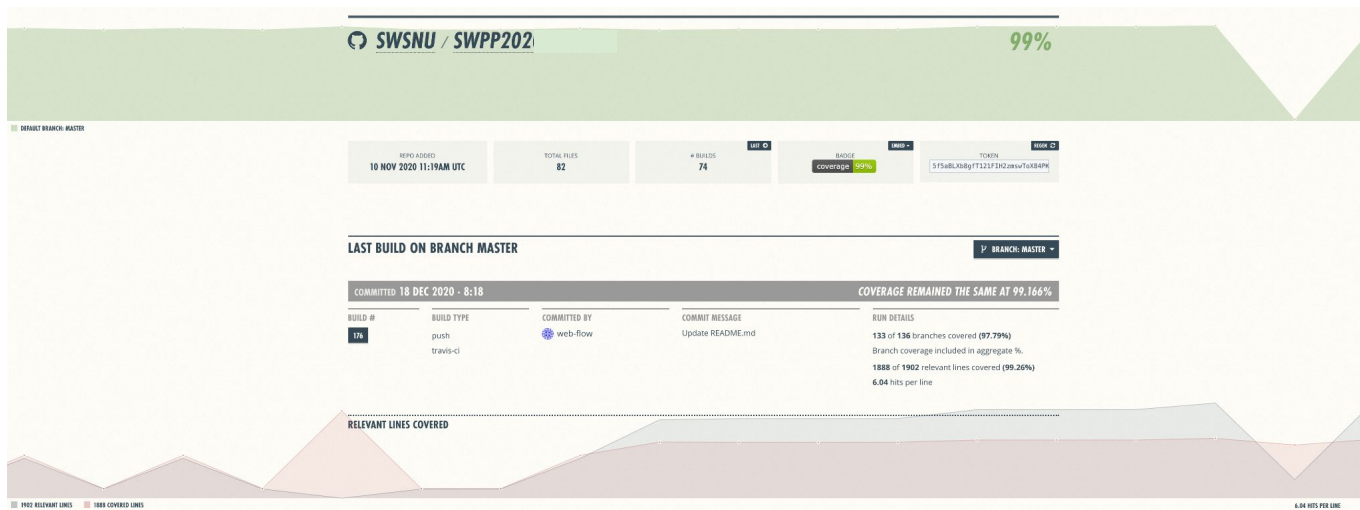 SWSNU / SWPP202
99%
DEFAULT BRANCH: MASTER
LAST
EMBED
REGEN
REPO ADDED
10 NOV 2020 11:19AM UTC
TOTAL FILES
82
# BUILDS
74
BADGE
coverage 99%
TOKEN
LAST BUILD ON BRANCH MASTER
BRANCH: MASTER
COMMITTED 18 DEC 2020 - 8:18
COVERAGE REMAINED THE SAME AT 99.166%
BUILD #
BUILD TYPE
COMMITTED BY
COMMIT MESSAGE
RUN DETAILS
176
push
travis-ci
web-flow
Update README.md
133 of 136 branches covered (97.79%)
Branch coverage included in aggregate %.
1888 of 1902 relevant lines covered (99.26%)
6.04 hits per line
RELEVANT LINES COVERED
1902 RELEVANT LINES
1888 COVERED LINES
6.04 HITS PER LINE